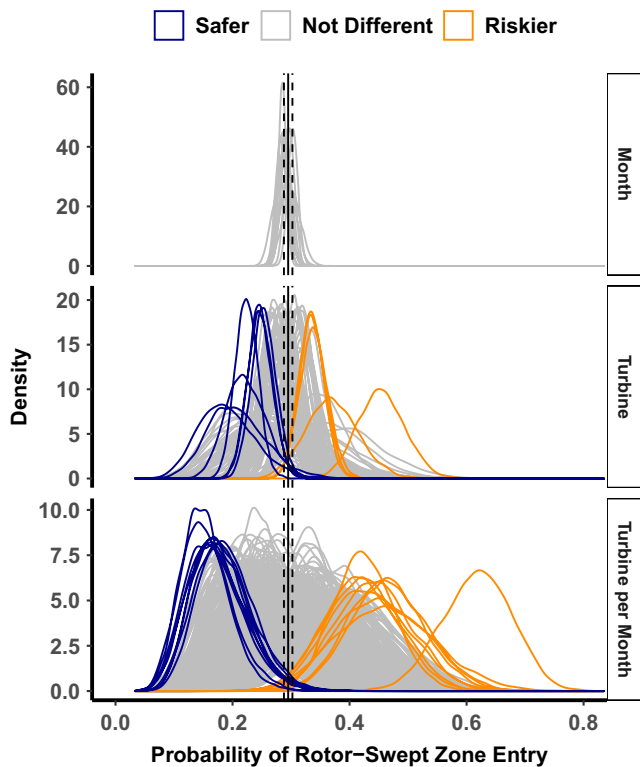 Safer Not Different Riskier
60
40
20
0
Month
20
15
10
5
0
Turbine
10.0
7.5
5.0
2.5
0.0
Turbine per Month
Density
0.0 0.2 0.4 0.6 0.8
Probability of Rotor−Swept Zone Entry